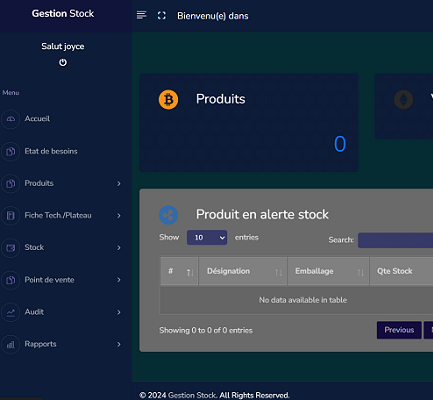 Gestion Stock
Bienvenu(e) dans
Salut joyce
Menu
Accueil
Etat de besoins
Produits
Fiche Tech./Plateau
Stock
Point de vente
Audit
Rapports
Produits
0
Produit en alerte stock
Show 10 entries
Search:
# Désignation Emballage Qte Stock
No data available in table
Showing 0 to 0 of 0 entries
Previous
© 2024 Gestion Stock. All Rights Reserved.